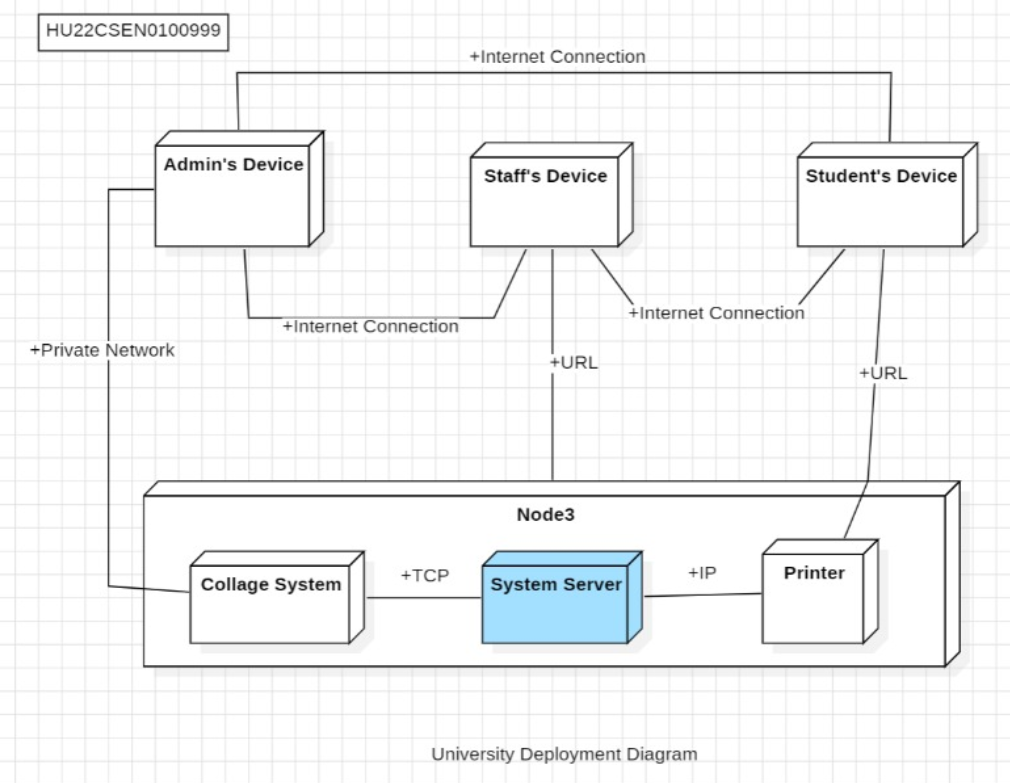 HU22CSEN0100999
+Internet Connection
Admin's Device
Staff's Device
Student's Device
+Internet Connection
+Internet Connection
+Private Network
+URL
+URL
Node3
Collage System
+TCP
System Server
+IP
Printer
University Deployment Diagram